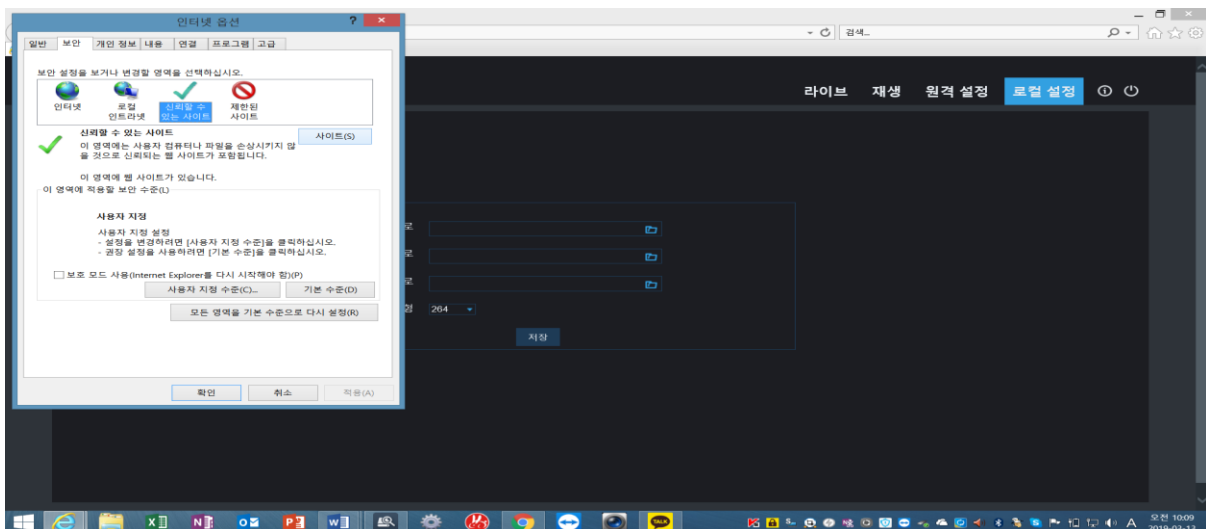 인터넷 옵션
?
일반 보안 개인 정보 내용 연결 프로그램 고급
검색...
보안 설정을 보거나 변경할 영역을 선택하십시오.
인터넷
로컬
인트라넷
신뢰할 수
있는 사이트
제한된
사이트
라이브 재생 원격 설정 로컬 설정
신뢰할 수 있는 사이트
사이트(S)
이 영역에는 사용자 컴퓨터나 파일을 손상시키지 않
을 것으로 신뢰되는 웹 사이트가 포함됩니다.
이 영역에 웹 사이트가 있습니다.
이 영역에 적용할 보안 수준(L)
사용자 지정
사용자 지정 설정
- 설정을 변경하려면 [사용자 지정 수준]을 클릭하십시오.
- 권장 설정을 사용하려면 [기본 수준]을 클릭하십시오.
보호 모드 사용(Internet Explorer를 다시 시작해야 함)(P)
사용자 지정 수준(C)... 기본 수준(D)
모든 영역을 기본 수준으로 다시 설정(R)
로
로
로
형 264
저장
확인 취소 적용(A)
TALK
A
오전 10:09
2019-03-13